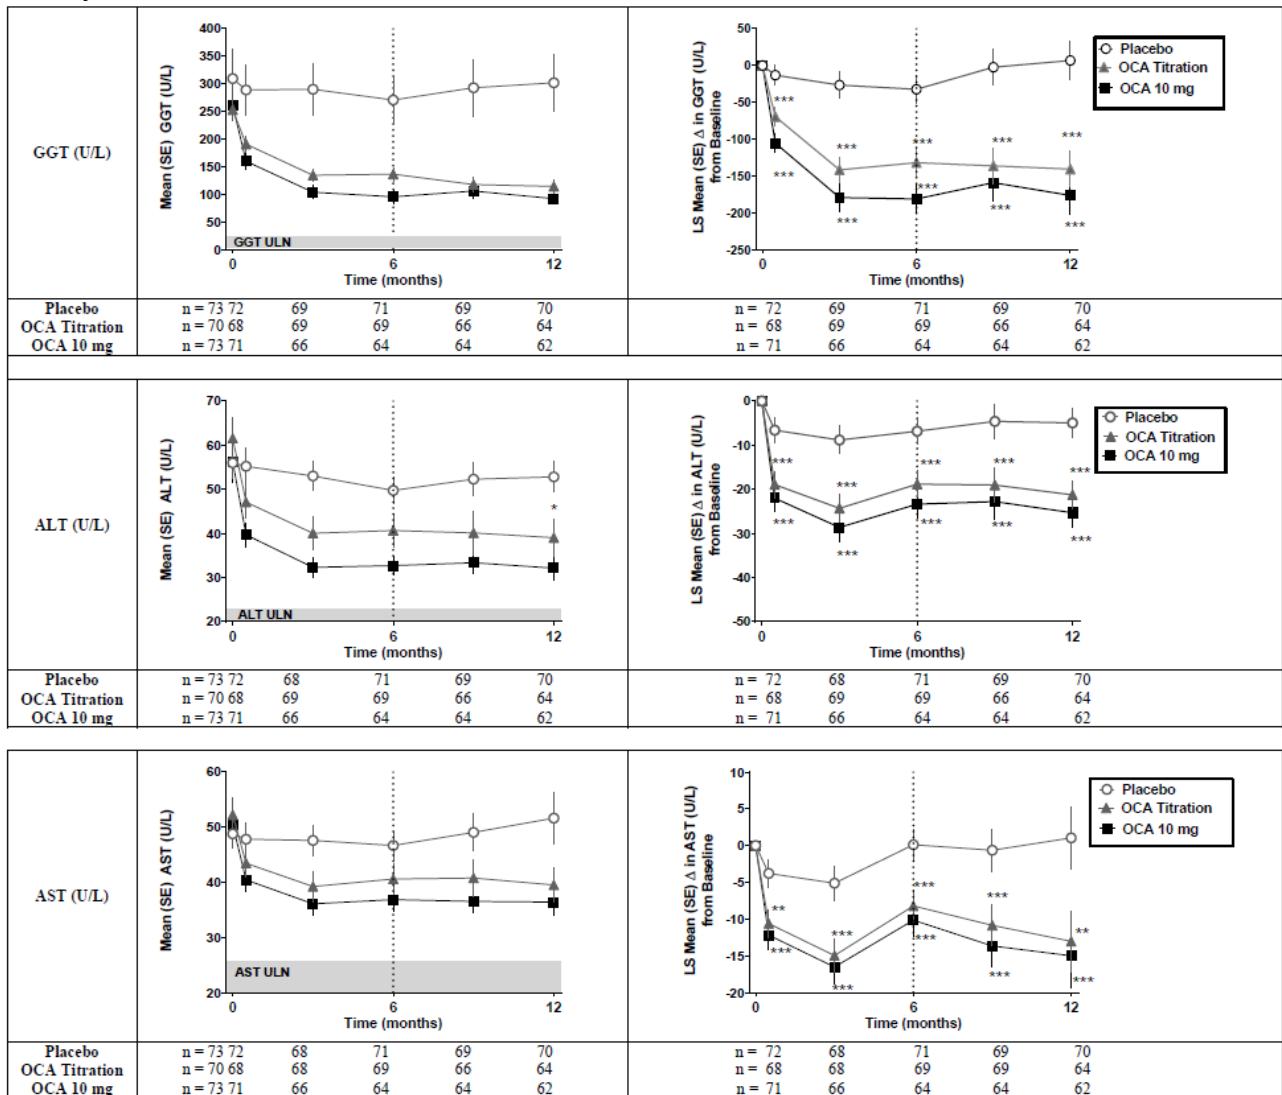 GGT (U/L)
Mean (SE) GGT (U/L)
400
350
300
250
200
150
100
50
0
GGT ULN
0 6 12
Time (months)
LS Mean (SE) Δ in GGT (U/L)
from Baseline
50
0
-50
-100
-150
-200
-250
*** *** *** *** ***
*** *** *** *** ***
0 6 12
Time (months)
Placebo
OCA Titration
OCA 10 mg
Placebo n = 73 72 69 71 69 70 n = 72 69 71 69 70
OCA Titration n = 70 68 69 69 66 64 n = 68 69 69 66 64
OCA 10 mg n = 73 71 66 64 64 62 n = 71 66 64 64 62
ALT (U/L)
Mean (SE) ALT (U/L)
70
60
50
40
30
20
*
ALT ULN
0 6 12
Time (months)
LS Mean (SE) Δ in ALT (U/L)
from Baseline
0
-10
-20
-30
-40
-50
*** *** *** *** ***
*** *** *** *** ***
0 6 12
Time (months)
Placebo
OCA Titration
OCA 10 mg
Placebo n = 73 72 68 71 69 70 n = 72 68 71 69 70
OCA Titration n = 70 68 69 69 66 64 n = 68 69 69 66 64
OCA 10 mg n = 73 71 66 64 64 62 n = 71 66 64 64 62
AST (U/L)
Mean (SE) AST (U/L)
60
50
40
30
20
AST ULN
0 6 12
Time (months)
LS Mean (SE) Δ in AST (U/L)
from Baseline
10
5
0
-5
-10
-15
-20
** *** *** *** **
*** *** *** *** ***
0 6 12
Time (months)
Placebo
OCA Titration
OCA 10 mg
Placebo n = 73 72 68 71 69 70 n = 72 68 71 69 70
OCA Titration n = 70 68 68 69 66 64 n = 68 68 69 69 64
OCA 10 mg n = 73 71 66 64 64 62 n = 71 66 64 64 62